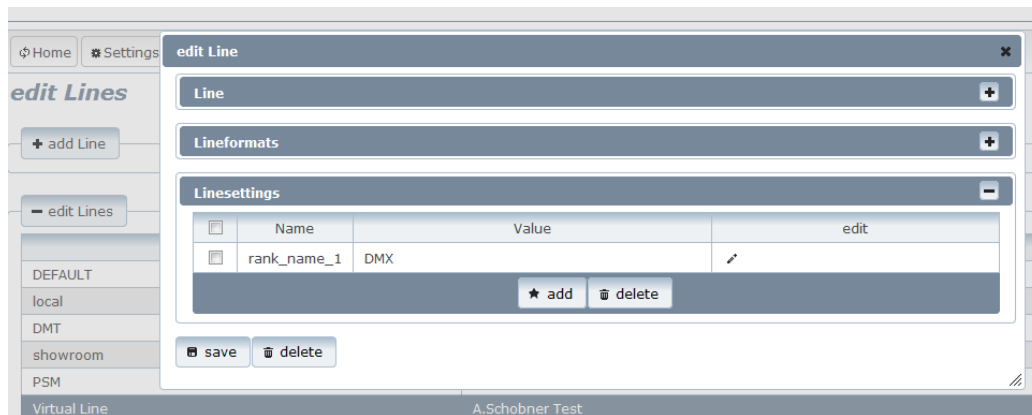 Home Settings
edit Line
edit Lines
Line
add Line
Lineformats
Linesettings
edit Lines
Name Value edit
rank_name_1 DMX
DEFAULT
add delete
local
DMT
save delete
showroom
PSM
Virtual Line A.Schobner Test